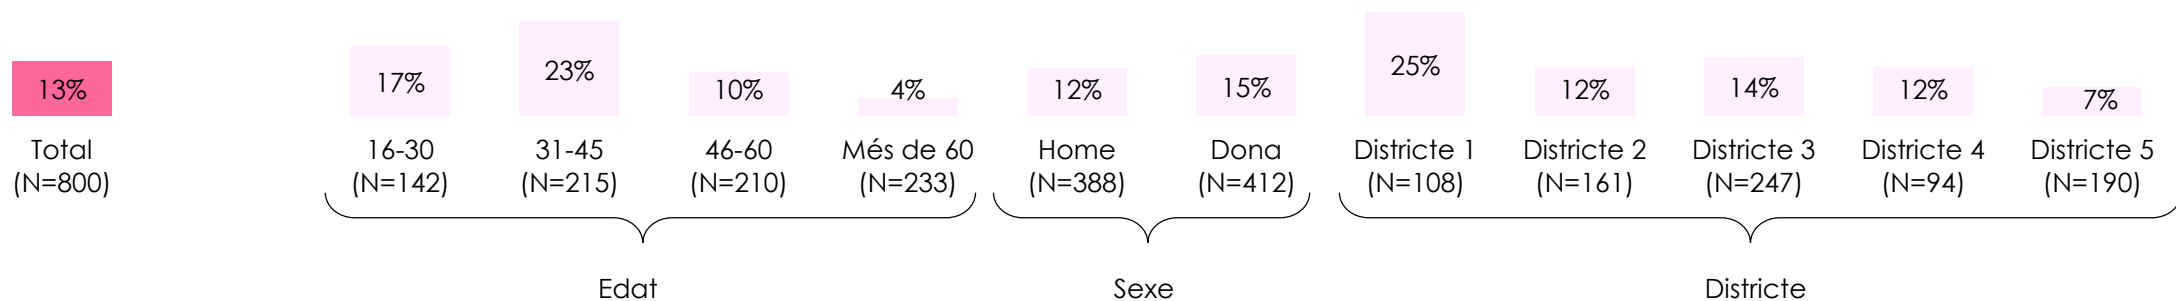 13% 17% 23% 10% 4% 12% 15% 25% 12% 14% 12% 7%
Total 16-30 31-45 46-60 Més de 60 Home Dona Districte 1 Districte 2 Districte 3 Districte 4 Districte 5
(N=800) (N=142) (N=215) (N=210) (N=233) (N=388) (N=412) (N=108) (N=161) (N=247) (N=94) (N=190)
Edat Sexe Districte